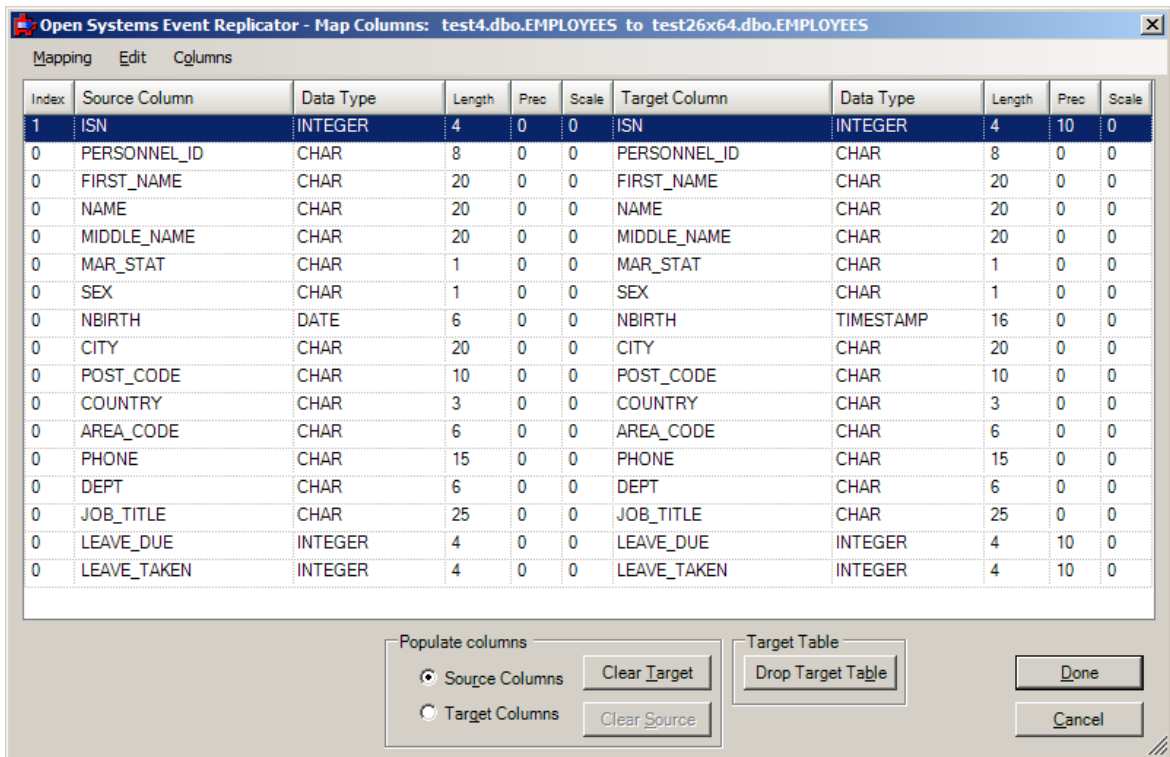 Open Systems Event Replicator - Map Columns: test4.dbo.EMPLOYEES to test26x64.dbo.EMPLOYEES
Mapping Edit Columns
Index Source Column Data Type Length Prec Scale Target Column Data Type Length Prec Scale
1 ISN INTEGER 4 0 0 ISN INTEGER 4 10 0
0 PERSONNEL_ID CHAR 8 0 0 PERSONNEL_ID CHAR 8 0 0
0 FIRST_NAME CHAR 20 0 0 FIRST_NAME CHAR 20 0 0
0 NAME CHAR 20 0 0 NAME CHAR 20 0 0
0 MIDDLE_NAME CHAR 20 0 0 MIDDLE_NAME CHAR 20 0 0
0 MAR_STAT CHAR 1 0 0 MAR_STAT CHAR 1 0 0
0 SEX CHAR 1 0 0 SEX CHAR 1 0 0
0 NBIRTH DATE 6 0 0 NBIRTH TIMESTAMP 16 0 0
0 CITY CHAR 20 0 0 CITY CHAR 20 0 0
0 POST_CODE CHAR 10 0 0 POST_CODE CHAR 10 0 0
0 COUNTRY CHAR 3 0 0 COUNTRY CHAR 3 0 0
0 AREA_CODE CHAR 6 0 0 AREA_CODE CHAR 6 0 0
0 PHONE CHAR 15 0 0 PHONE CHAR 15 0 0
0 DEPT CHAR 6 0 0 DEPT CHAR 6 0 0
0 JOB_TITLE CHAR 25 0 0 JOB_TITLE CHAR 25 0 0
0 LEAVE_DUE INTEGER 4 0 0 LEAVE_DUE INTEGER 4 10 0
0 LEAVE_TAKEN INTEGER 4 0 0 LEAVE_TAKEN INTEGER 4 10 0
Populate columns Target Table
Source Columns Clear Target Drop Target Table Done
Target Columns Clear Source Cancel